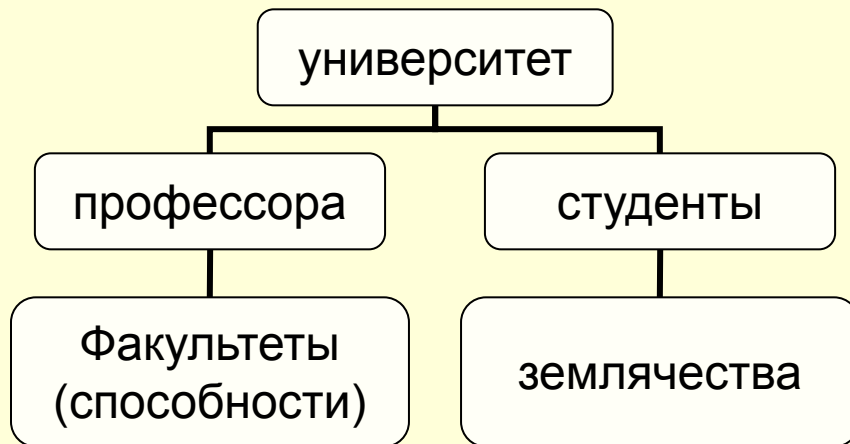 университет
профессора
студенты
Факультеты
(способности)
землячества